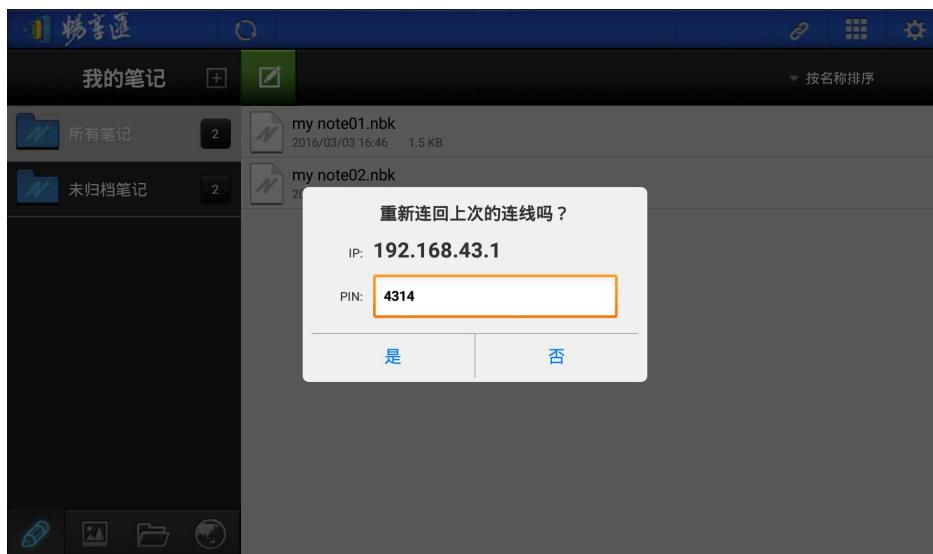 畅享汇
我的笔记
按名称排序
所有笔记 2
my note01.nbk
2016/03/03 16:46 1.5 KB
未归档笔记 2
my note02.nbk
重新连回上次的连线吗？
IP: 192.168.43.1
PIN: 4314
是 否